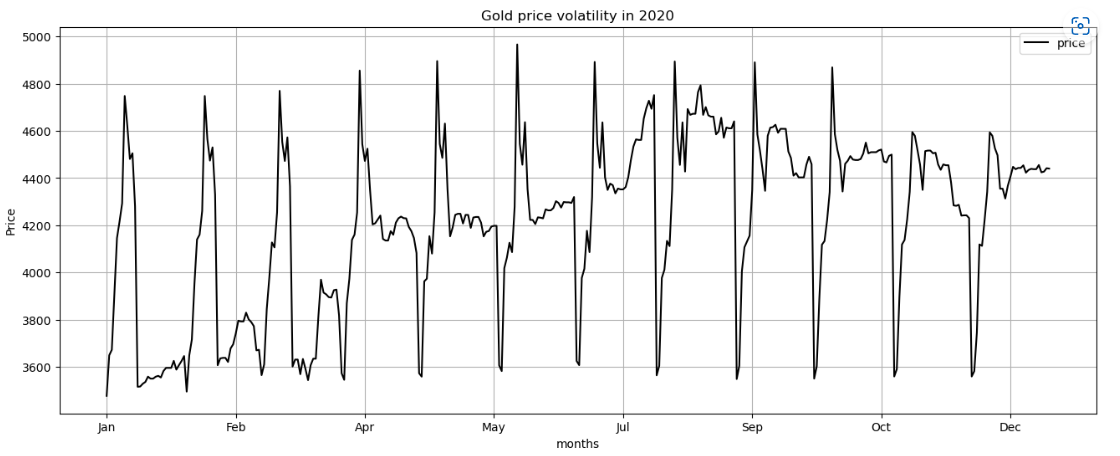 Gold price volatility in 2020
price
5000
4800
4600
4400
4200
4000
3800
3600
Price
Jan
Feb
Apr
May
Jul
Sep
Oct
Dec
months